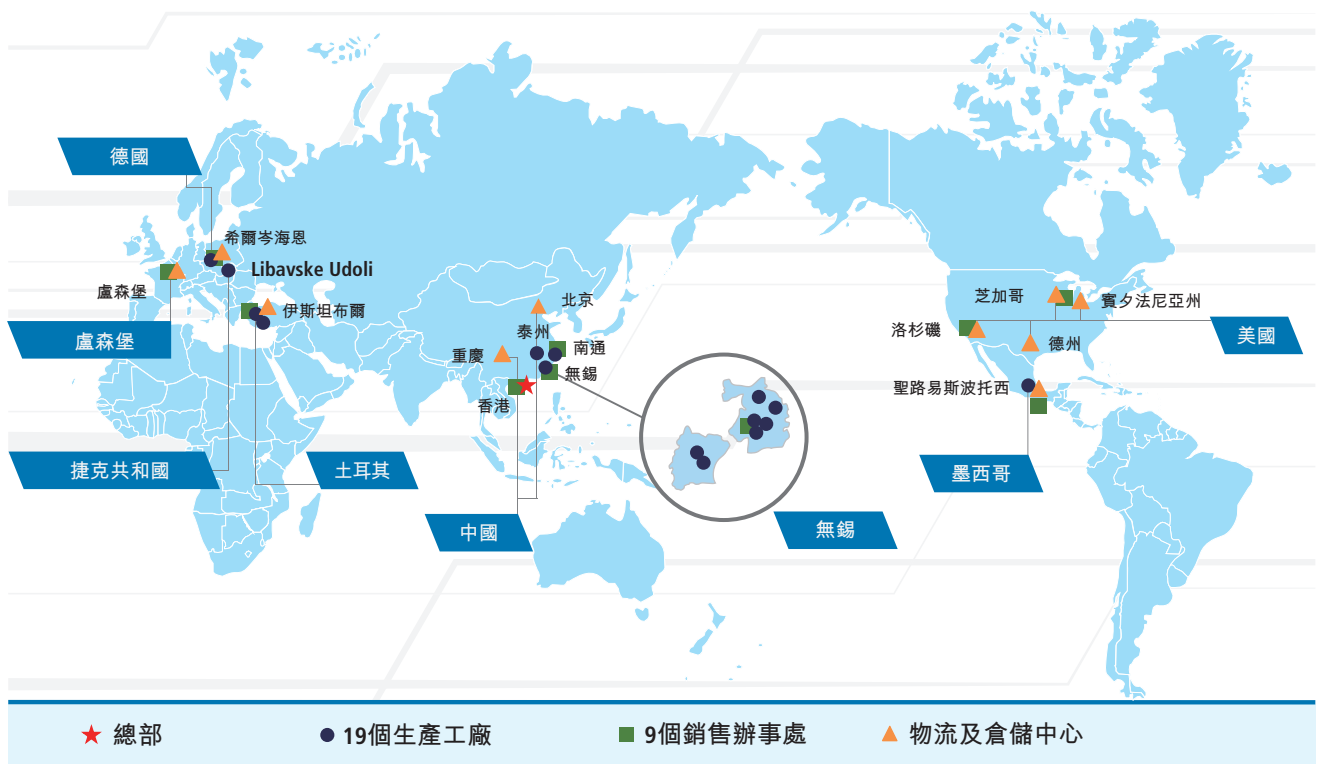 德國
希爾岑海恩
Libavske Udoli
盧森堡
伊斯坦布爾
盧森堡
捷克共和國
土耳其
北京
泰州
南通
重慶
無錫
香港
中國
無錫
芝加哥
賓夕法尼亞州
洛杉磯
德州
美國
聖路易斯波托西
墨西哥
總部
19個生產工廠
9個銷售辦事處
物流及倉儲中心